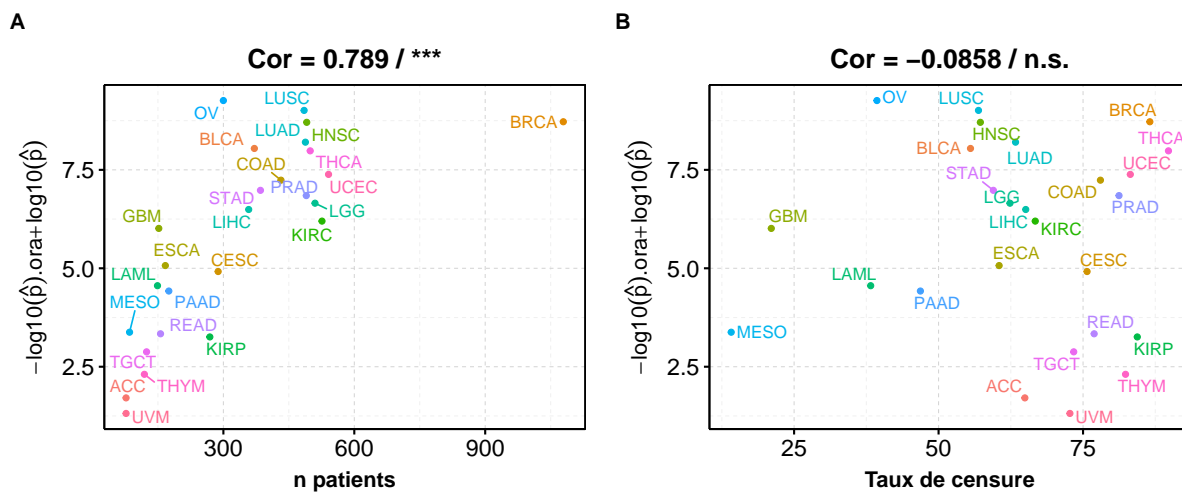 A
Cor = 0.789 / ***
−log10(p̂).ora+log10(p̂)
7.5
5.0
2.5
OV
LUSC
BRCA
HNSC
LUAD
BLCA
THCA
COAD
UCEC
STAD
PRAD
LGG
LIHC
KIRC
GBM
ESCA
CESC
LAML
PAAD
MESO
READ
KIRP
TGCT
THYM
ACC
UVM
300
600
900
n patients
B
Cor = −0.0858 / n.s.
−log10(p̂).ora+log10(p̂)
7.5
5.0
2.5
OV
LUSC
BRCA
HNSC
THCA
BLCA
LUAD
UCEC
STAD
COAD
LGG
PRAD
GBM
LIHC
KIRC
ESCA
CESC
LAML
PAAD
MESO
READ
KIRP
TGCT
THYM
ACC
UVM
25
50
75
Taux de censure